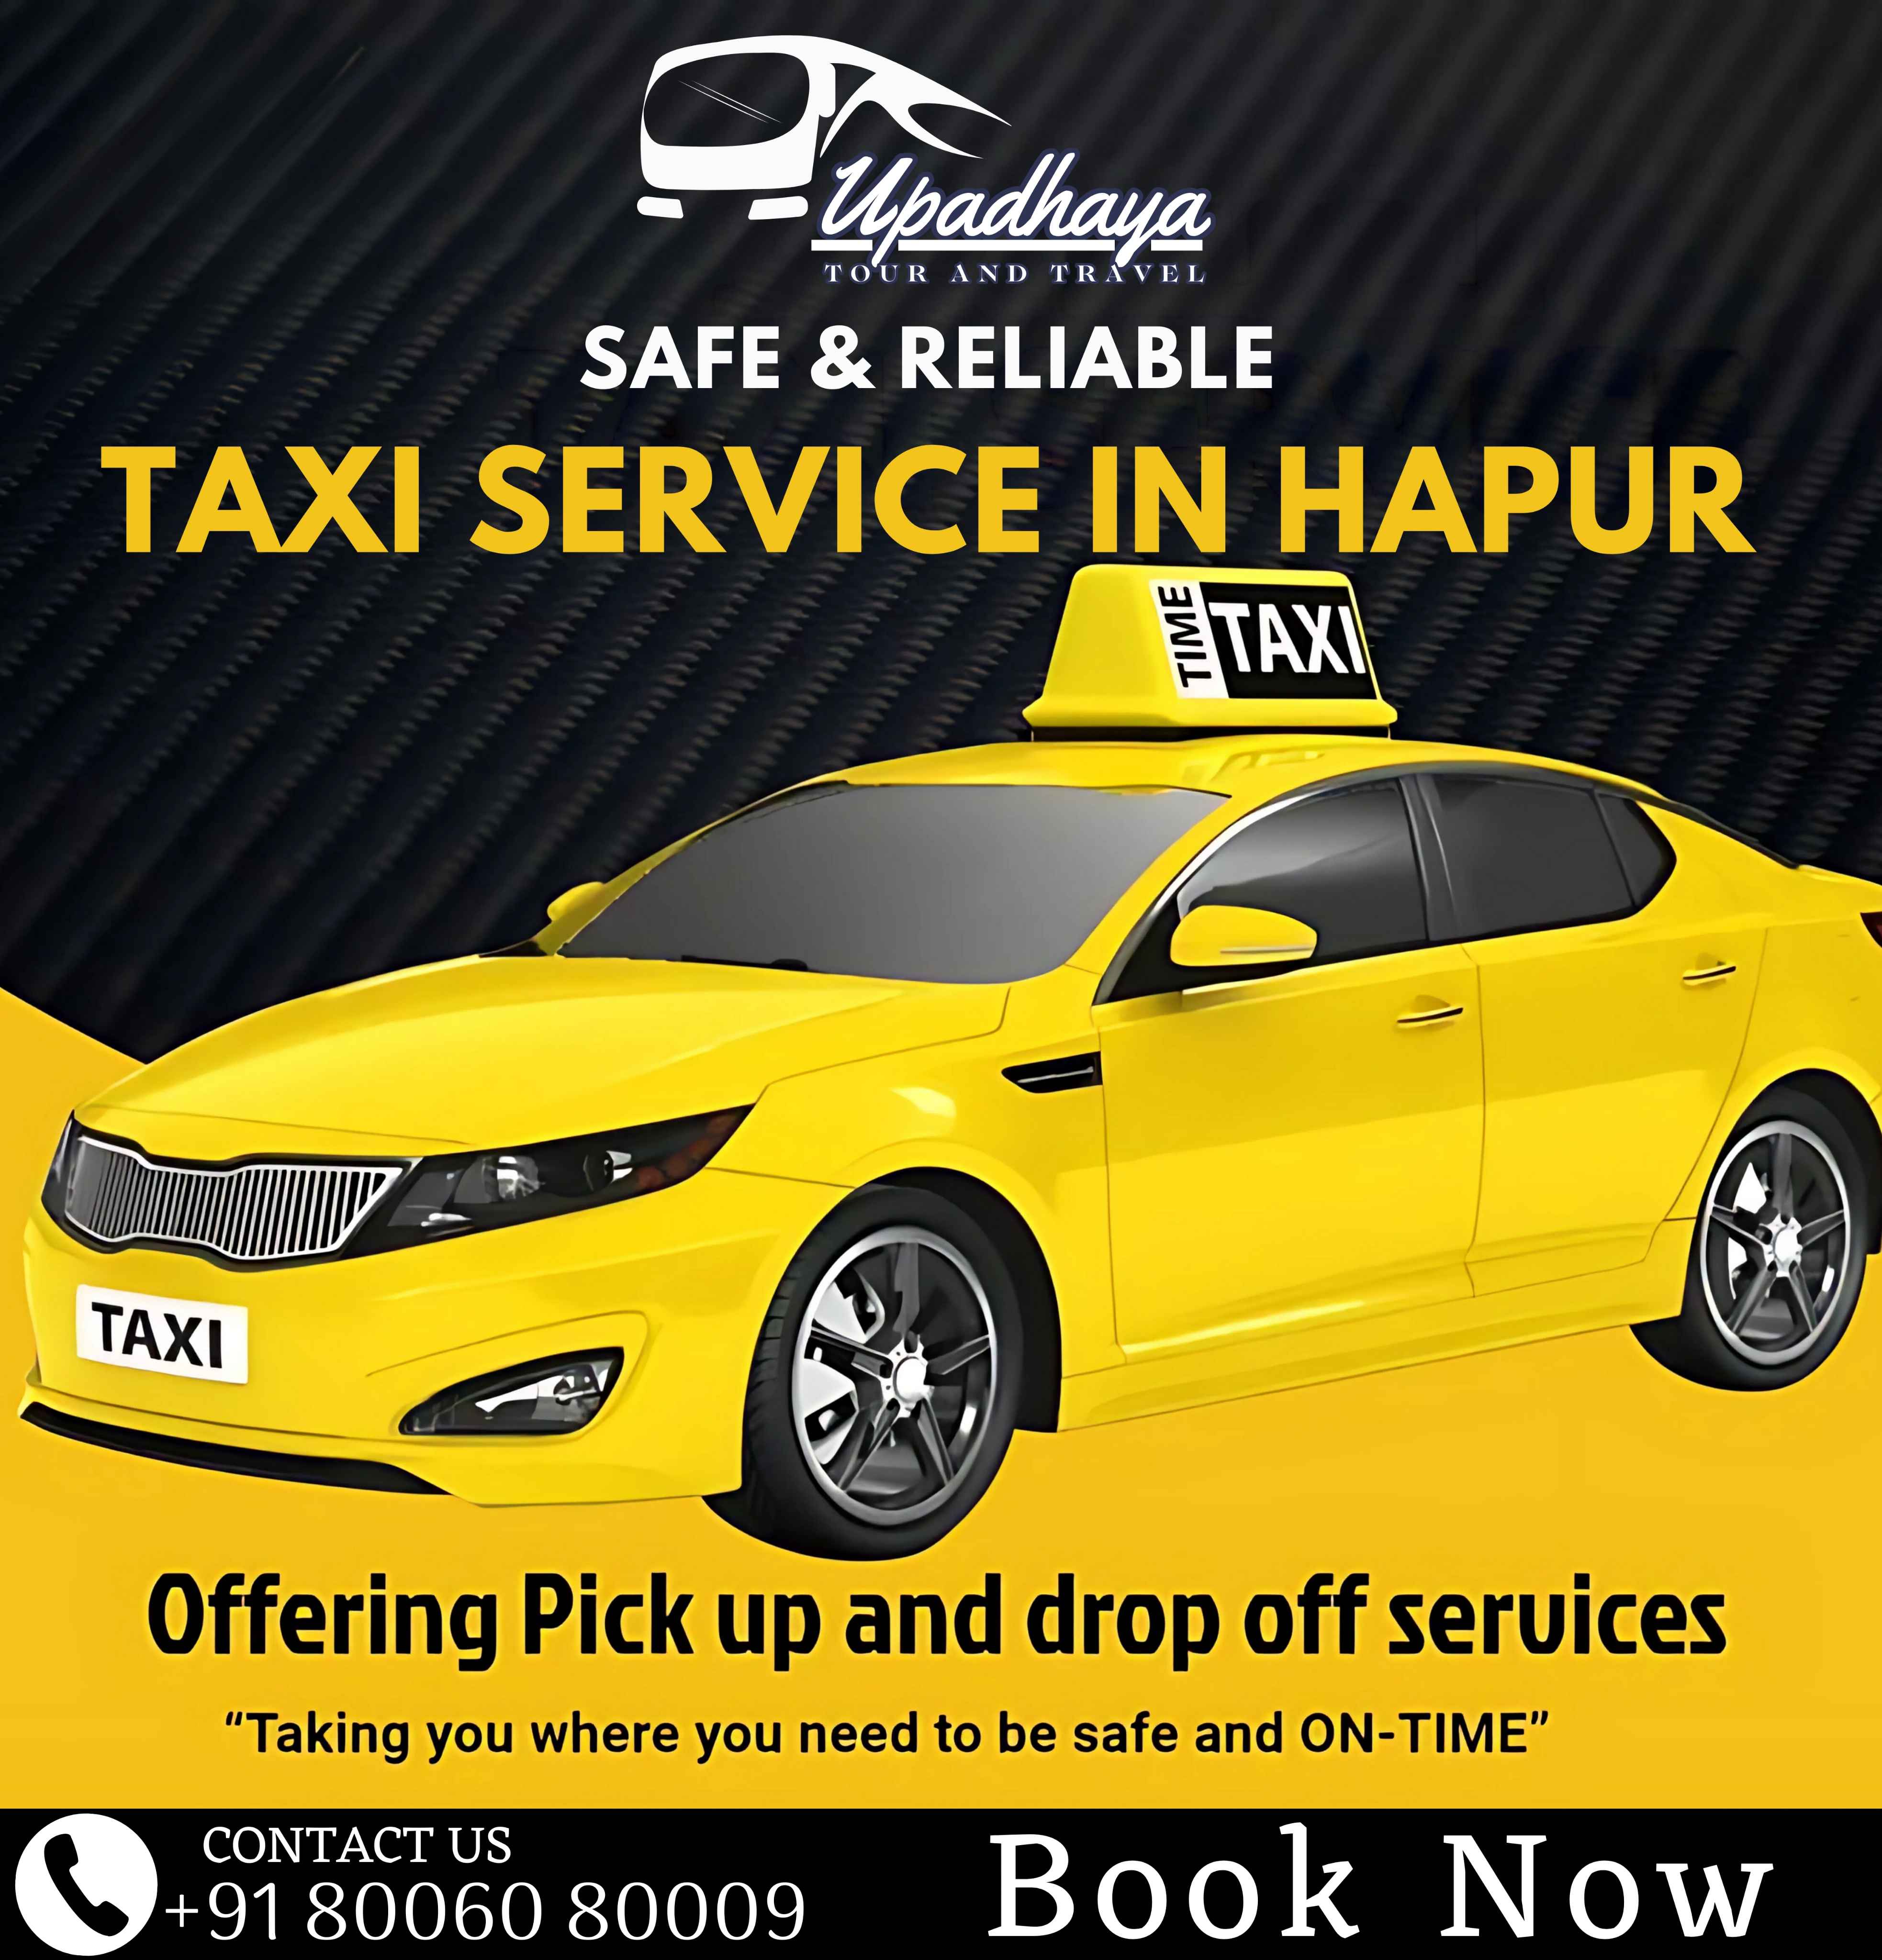 Upadhaya
TOUR AND TRAVEL
SAFE & RELIABLE
TAXI SERVICE IN HAPUR
TIME TAXI
TAXI
Offering Pick up and drop off services
“Taking you where you need to be safe and ON-TIME”
CONTACT US
+91 80060 80009
Book Now